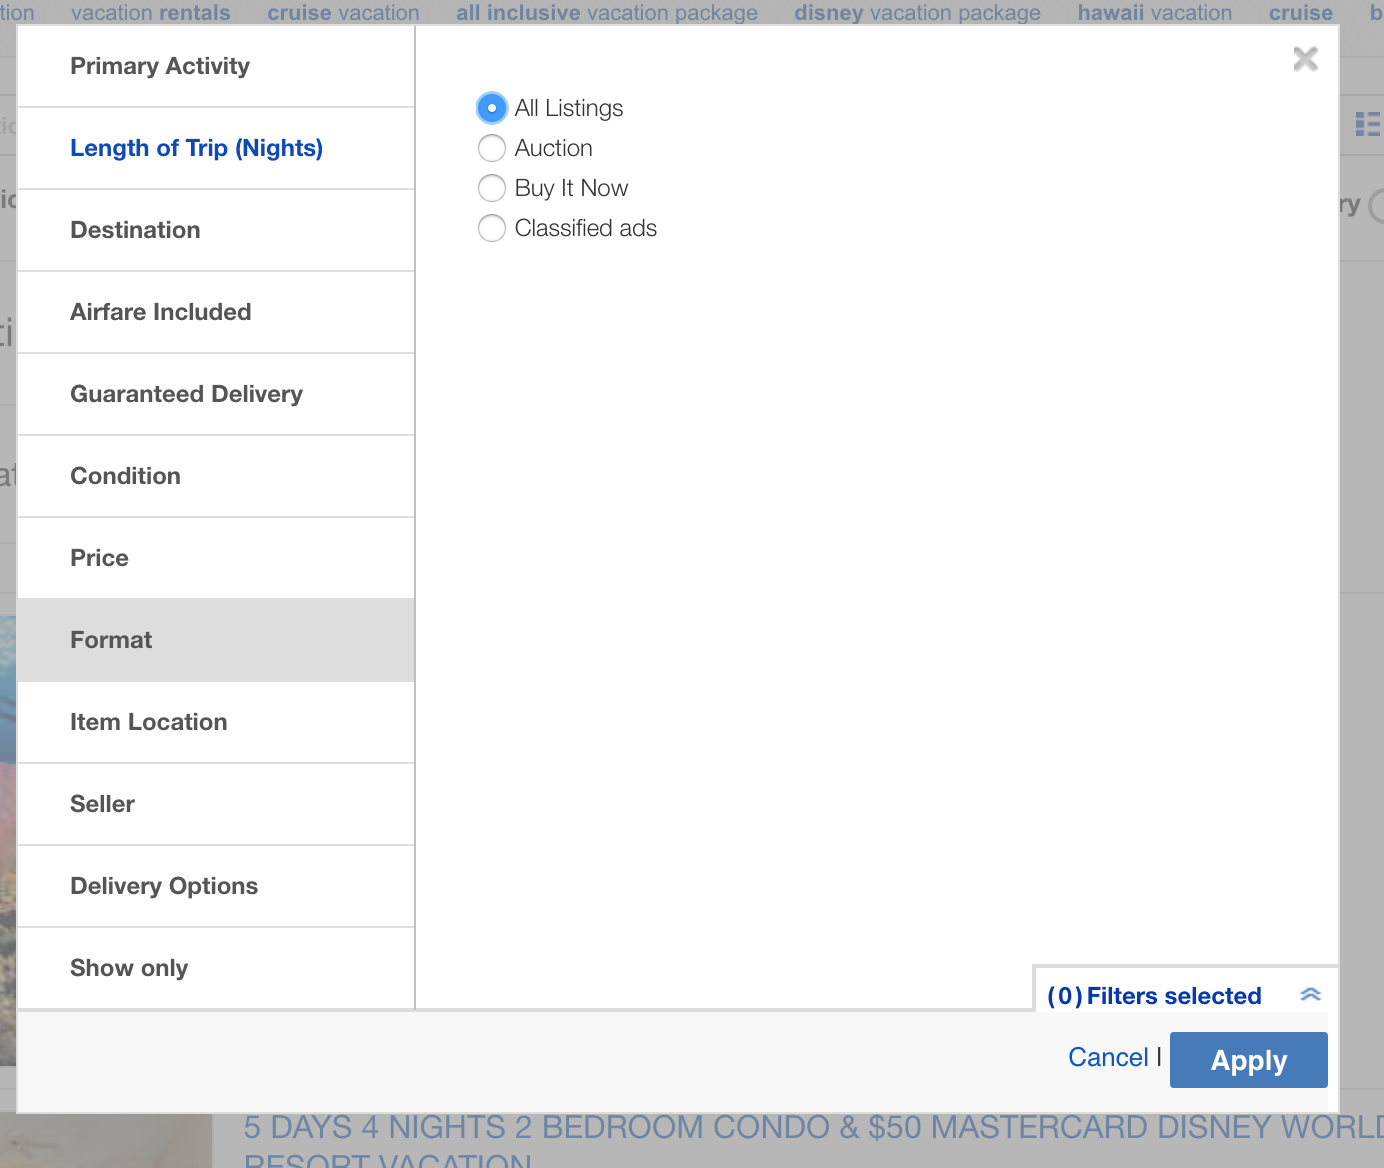 vacation rentals cruise vacation all inclusive vacation package disney vacation package hawaii vacation cruise
Primary Activity
Length of Trip (Nights)
Destination
Airfare Included
Guaranteed Delivery
Condition
Price
Format
Item Location
Seller
Delivery Options
Show only
All Listings
Auction
Buy It Now
Classified ads
(0) Filters selected
Cancel | Apply
5 DAYS 4 NIGHTS 2 BEDROOM CONDO & $50 MASTERCARD DISNEY WORLD
RESORT VACATION